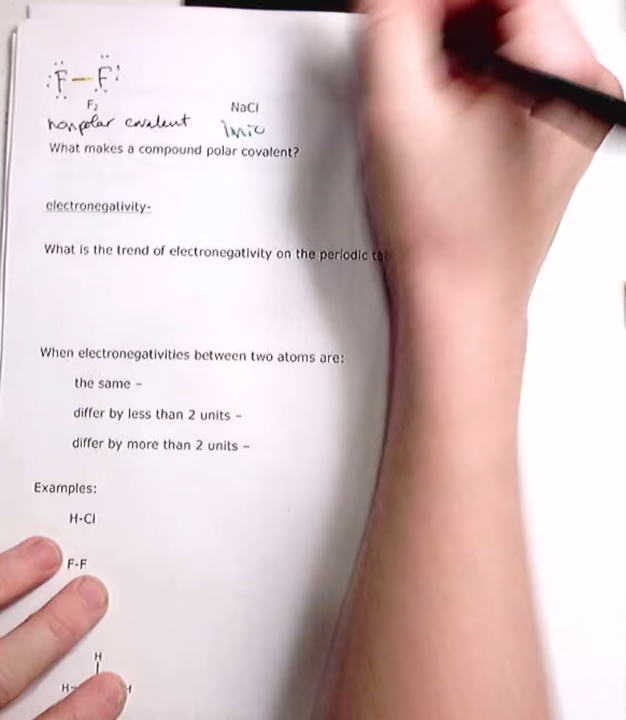 :F—F:
F2 NaCl
nonpolar covalent ionic
What makes a compound polar covalent?
electronegativity-
What is the trend of electronegativity on the periodic
When electronegativities between two atoms are:
the same –
differ by less than 2 units –
differ by more than 2 units –
Examples:
H-Cl
F-F
H
H- H